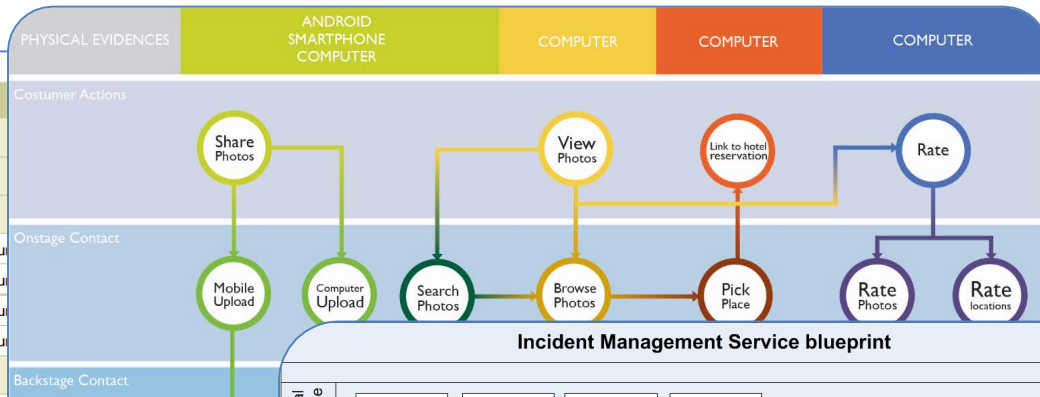 PHYSICAL EVIDENCES
ANDROID
SMARTPHONE
COMPUTER
COMPUTER
COMPUTER
COMPUTER
Costumer Actions
Share
Photos
View
Photos
Link to hotel
reservation
Rate
Onstage Contact
Mobile
Upload
Computer
Upload
Search
Photos
Browse
Photos
Pick
Place
Rate
Photos
Rate
locations
Incident Management Service blueprint
Backstage Contact